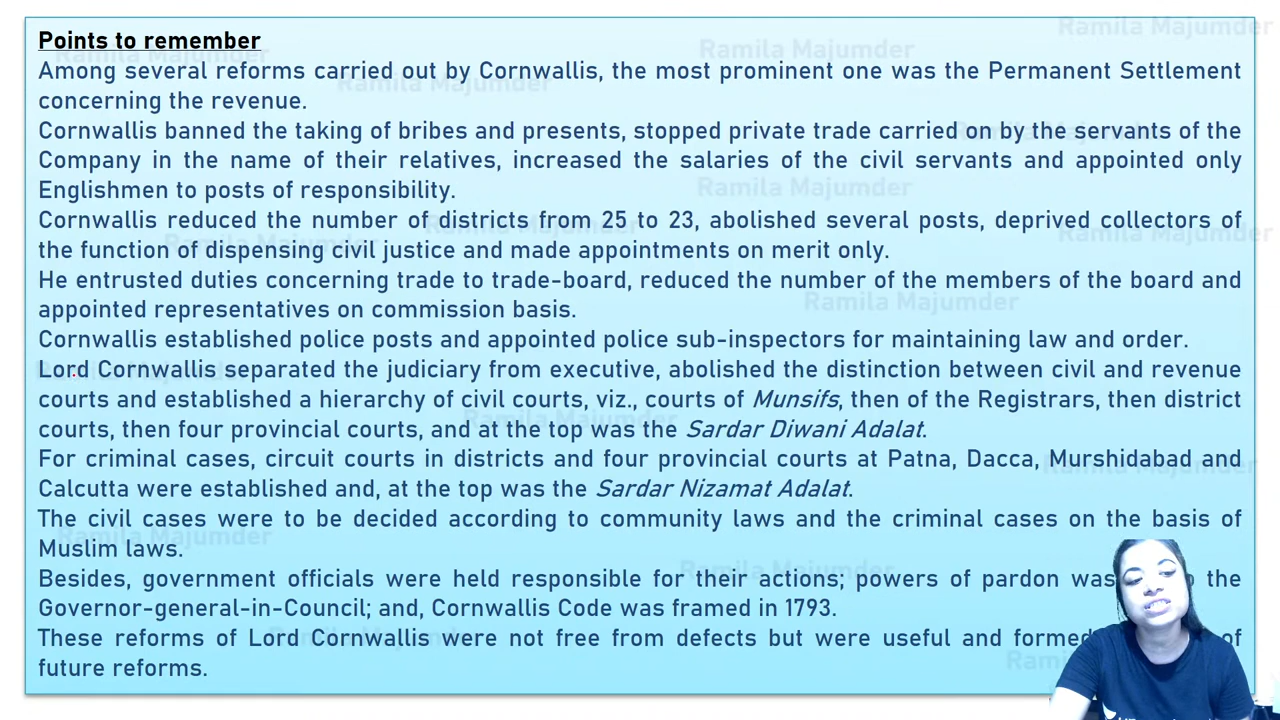 Points to remember
Among several reforms carried out by Cornwallis, the most prominent one was the Permanent Settlement
concerning the revenue.
Cornwallis banned the taking of bribes and presents, stopped private trade carried on by the servants of the
Company in the name of their relatives, increased the salaries of the civil servants and appointed only
Englishmen to posts of responsibility.
Cornwallis reduced the number of districts from 25 to 23, abolished several posts, deprived collectors of
the function of dispensing civil justice and made appointments on merit only.
He entrusted duties concerning trade to trade-board, reduced the number of the members of the board and
appointed representatives on commission basis.
Cornwallis established police posts and appointed police sub-inspectors for maintaining law and order.
Lord Cornwallis separated the judiciary from executive, abolished the distinction between civil and revenue
courts and established a hierarchy of civil courts, viz., courts of Munsifs, then of the Registrars, then district
courts, then four provincial courts, and at the top was the Sardar Diwani Adalat.
For criminal cases, circuit courts in districts and four provincial courts at Patna, Dacca, Murshidabad and
Calcutta were established and, at the top was the Sardar Nizamat Adalat.
The civil cases were to be decided according to community laws and the criminal cases on the basis of
Muslim laws.
Besides, government officials were held responsible for their actions; powers of pardon was the
Governor-general-in-Council; and, Cornwallis Code was framed in 1793.
These reforms of Lord Cornwallis were not free from defects but were useful and formed of
future reforms.